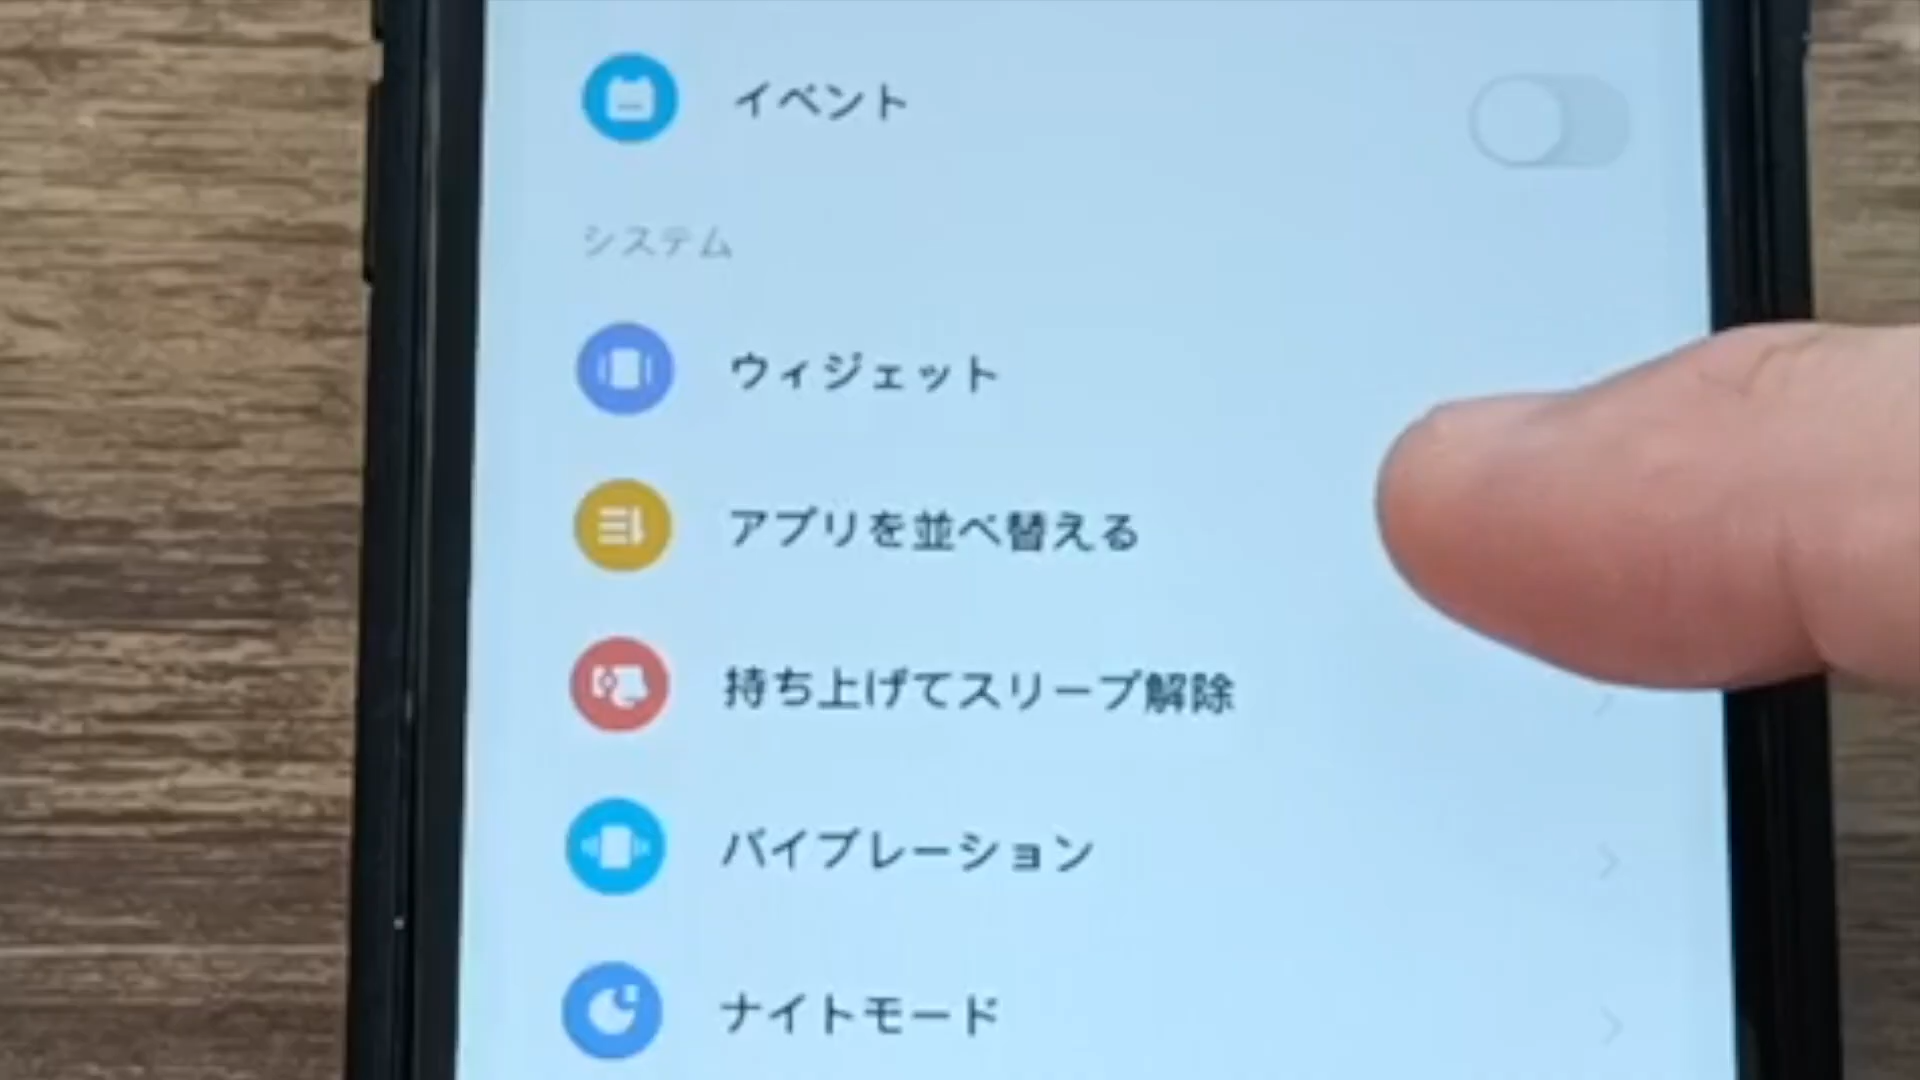 イベント
システム
ウィジェット
アプリを並べ替える
持ち上げてスリープ解除
バイブレーション
ナイトモード